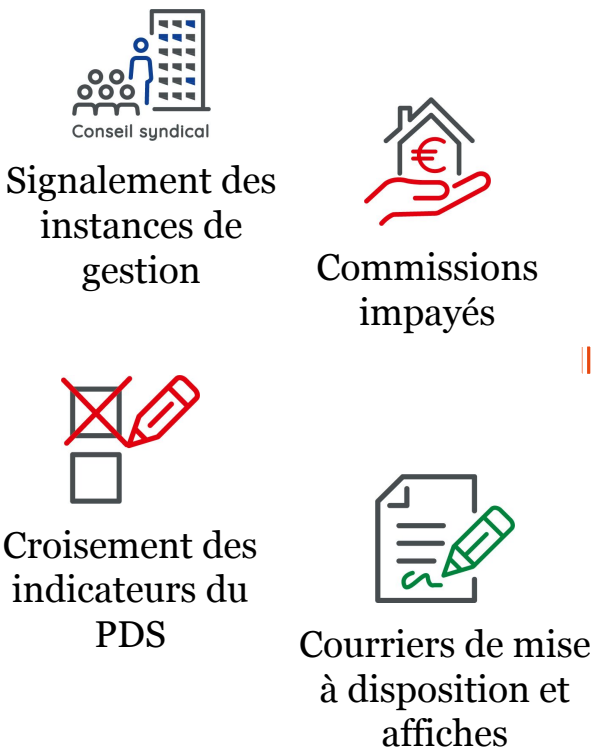 Conseil syndical
Signalement des
instances de
gestion
€
Commissions
impayés
Croisement des
indicateurs du
PDS
Courriers de mise
à disposition et
affiches